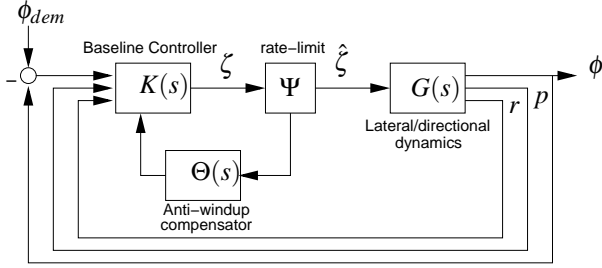 ϕ_dem
Baseline Controller
rate−limit
ζ
ζ̂
−
K(s)
Ψ
G(s)
ϕ
r
p
Lateral/directional
dynamics
Θ(s)
Anti−windup
compensator